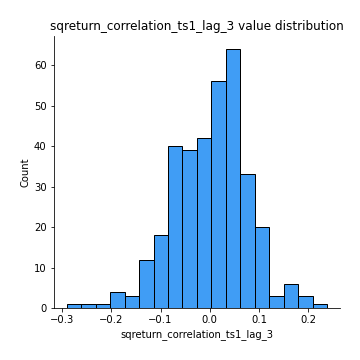 sqreturn_correlation_ts1_lag_3 value distribution
60
50
40
30
20
10
0
Count
−0.3 −0.2 −0.1 0.0 0.1 0.2
sqreturn_correlation_ts1_lag_3